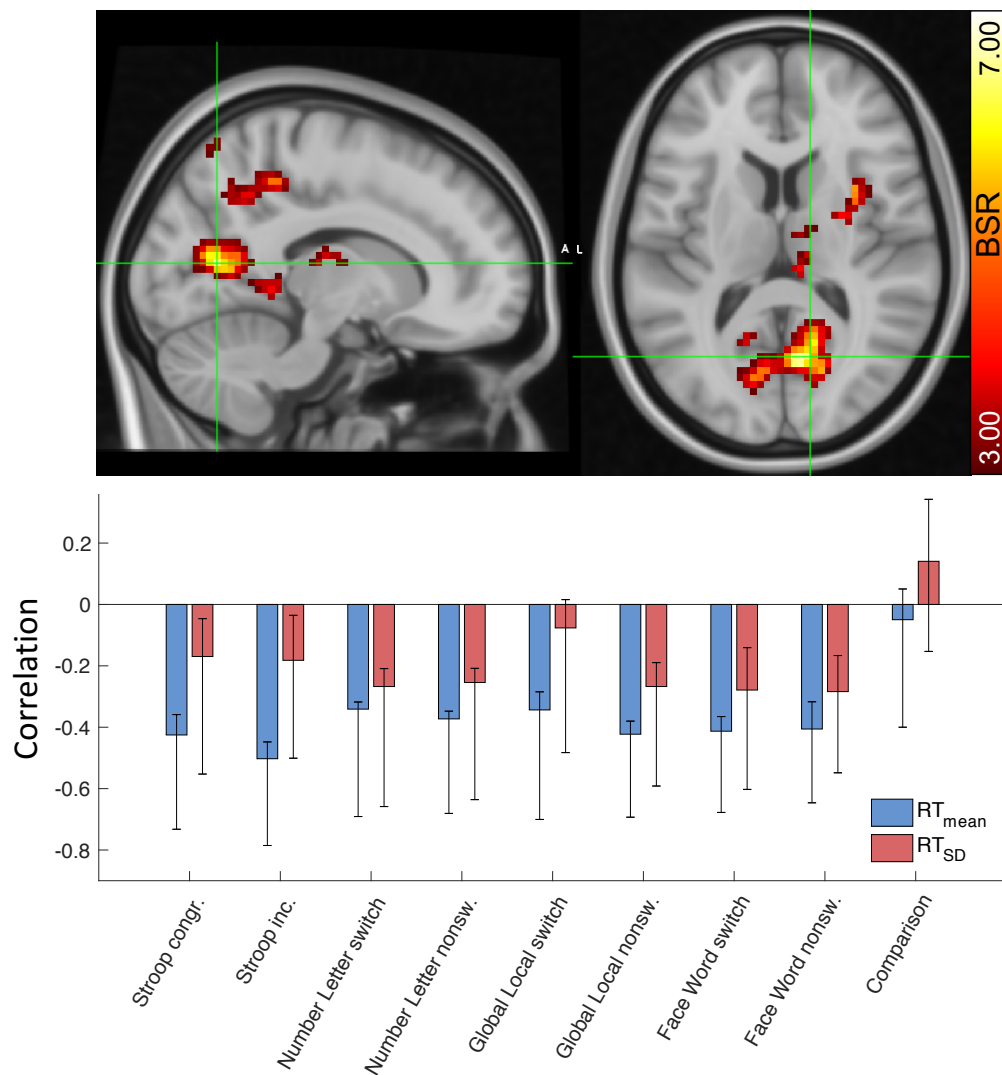 7.00
BSR
3.00
A L
Correlation
0.2
0
-0.2
-0.4
-0.6
-0.8
RTmean
RTSD
Stroop congr.
Stroop inc.
Number Letter switch
Number Letter nonsw.
Global Local switch
Global Local nonsw.
Face Word switch
Face Word nonsw.
Comparison